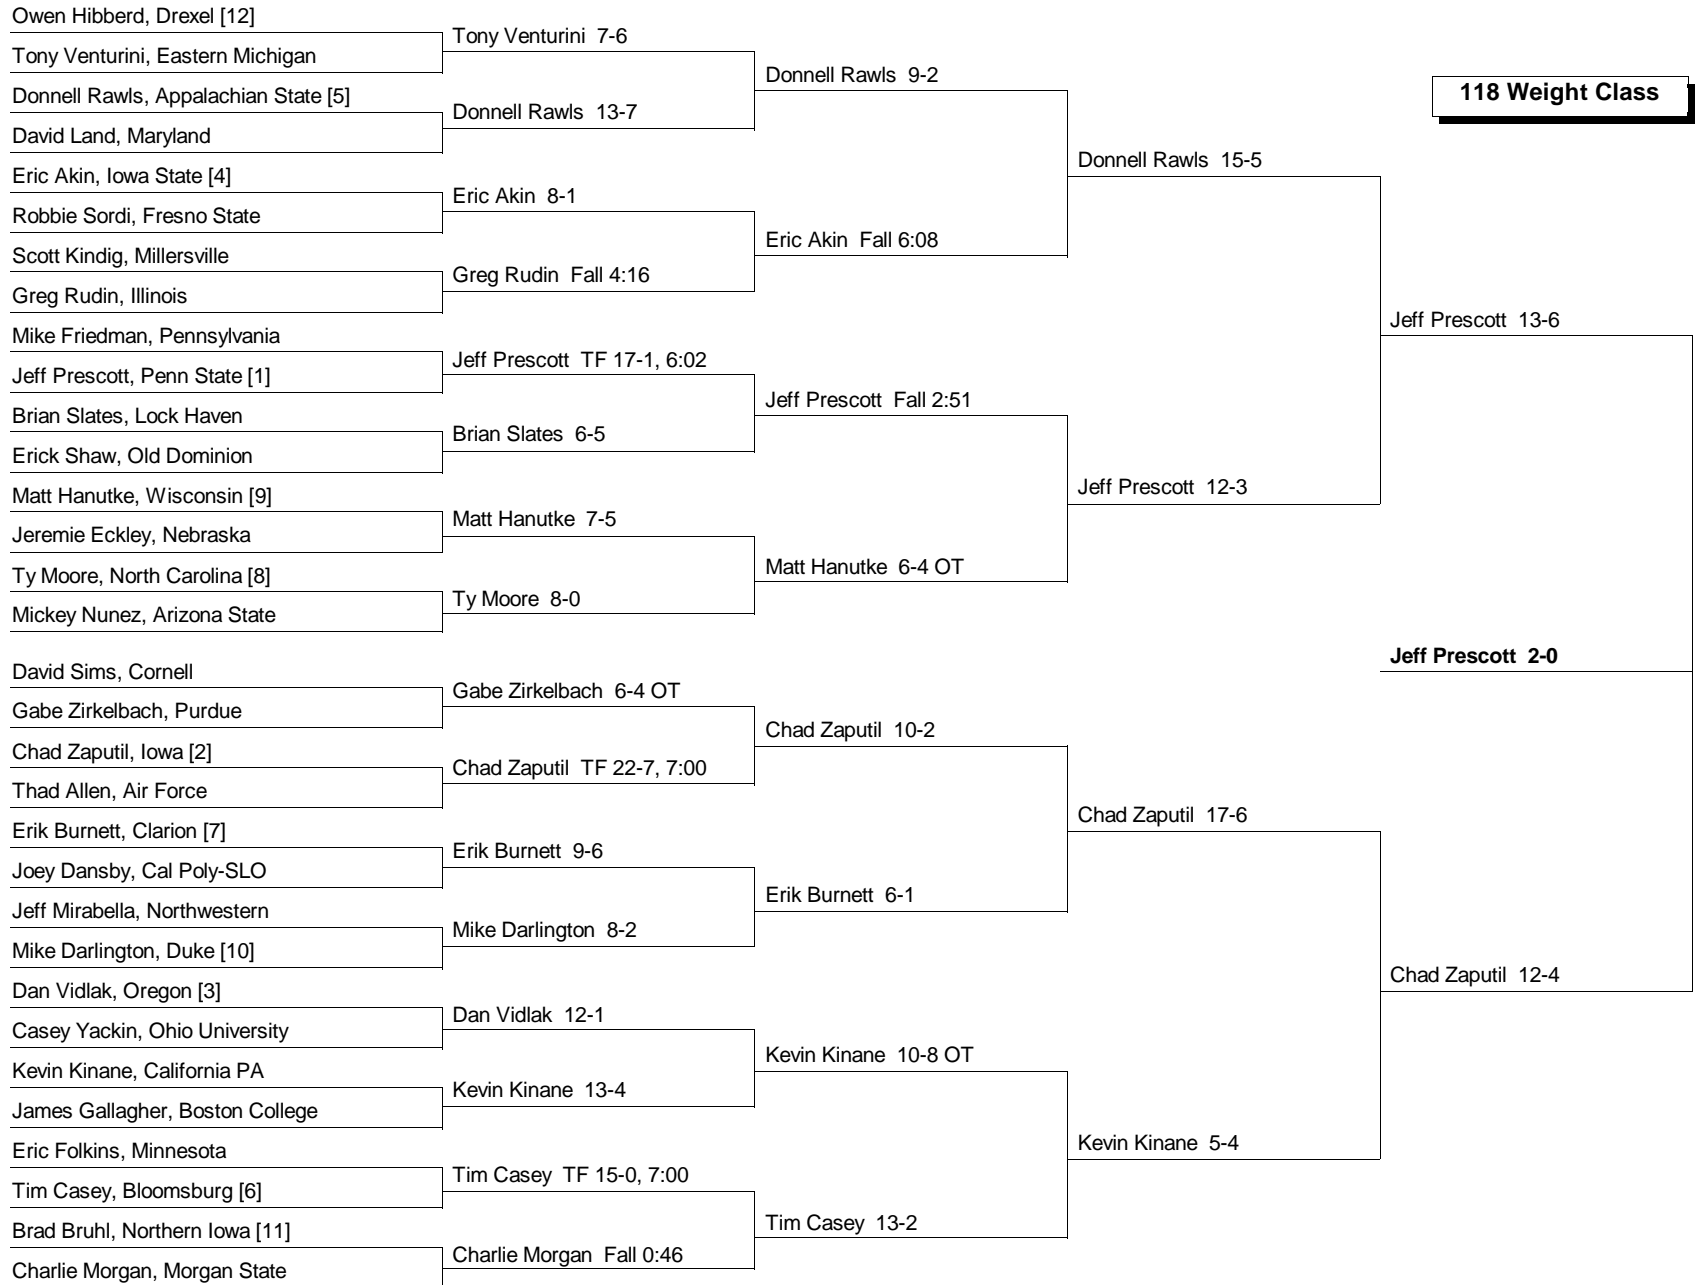 Owen Hibberd, Drexel [12]
Tony Venturini, Eastern Michigan
Donnell Rawls, Appalachian State [5]
David Land, Maryland
Eric Akin, Iowa State [4]
Robbie Sordi, Fresno State
Scott Kindig, Millersville
Greg Rudin, Illinois
Mike Friedman, Pennsylvania
Jeff Prescott, Penn State [1]
Brian Slates, Lock Haven
Erick Shaw, Old Dominion
Matt Hanutke, Wisconsin [9]
Jeremie Eckley, Nebraska
Ty Moore, North Carolina [8]
Mickey Nunez, Arizona State
David Sims, Cornell
Gabe Zirkelbach, Purdue
Chad Zaputil, Iowa [2]
Thad Allen, Air Force
Erik Burnett, Clarion [7]
Joey Dansby, Cal Poly-SLO
Jeff Mirabella, Northwestern
Mike Darlington, Duke [10]
Dan Vidlak, Oregon [3]
Casey Yackin, Ohio University
Kevin Kinane, California PA
James Gallagher, Boston College
Eric Folkins, Minnesota
Tim Casey, Bloomsburg [6]
Brad Bruhl, Northern Iowa [11]
Charlie Morgan, Morgan State
Tony Venturini 7-6
Donnell Rawls 13-7
Eric Akin 8-1
Greg Rudin Fall 4:16
Jeff Prescott TF 17-1, 6:02
Brian Slates 6-5
Matt Hanutke 7-5
Ty Moore 8-0
Gabe Zirkelbach 6-4 OT
Chad Zaputil TF 22-7, 7:00
Erik Burnett 9-6
Mike Darlington 8-2
Dan Vidlak 12-1
Kevin Kinane 13-4
Tim Casey TF 15-0, 7:00
Charlie Morgan Fall 0:46
Donnell Rawls 9-2
Eric Akin Fall 6:08
Jeff Prescott Fall 2:51
Matt Hanutke 6-4 OT
Chad Zaputil 10-2
Erik Burnett 6-1
Kevin Kinane 10-8 OT
Tim Casey 13-2
Donnell Rawls 15-5
Jeff Prescott 12-3
Chad Zaputil 17-6
Kevin Kinane 5-4
118 Weight Class
Jeff Prescott 13-6
Jeff Prescott 2-0
Chad Zaputil 12-4